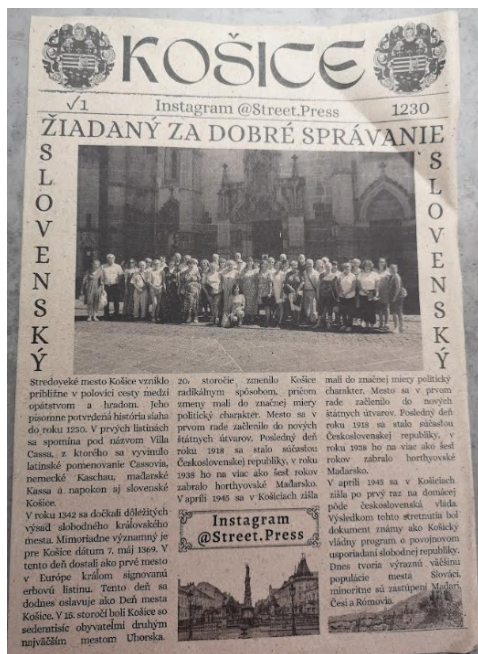 KOŠICE
√1
Instagram @Street.Press
1230
ŽIADANÝ ZA DOBRÉ SPRÁVANIE
SLOVENSKÝ
SLOVENSKÝ
Stredoveké mesto Košice vzniklo
približne v polovici cesty medzi
opátstvom a hradom. Jeho
písomne potvrdená história siaha
do roku 1230. V prvých listinách
sa spomína pod názvom Villa
Cassa, z ktorého sa vyvinulo
latinské pomenovanie Cassovia,
nemecké Kaschau, maďarské
Kassa a napokon aj slovenské
Košice.
V roku 1342 sa dočkali dôležitých
výsad slobodného kráľovského
mesta. Mimoriadne významný je
pre Košice dátum 7. máj 1369. V
tento deň dostali ako prvé mesto
v Európe kráľom signovanú
erbovú listinu. Tento deň sa
dodnes oslavuje ako Deň mesta
Košice. V 16. storočí boli Košice so
sedemtisíc obyvateľmi druhým
najväčším mestom Uhorska.
20. storočie zmenilo Košice
radikálnym spôsobom, pričom
zmeny mali do značnej miery
politický charakter. Mesto sa v
prvom rade začlenilo do nových
štátnych útvarov. Posledný deň
roku 1918 sa stalo súčasťou
Československej republiky, v roku
1938 ho na viac ako šesť rokov
zabralo horthyovské Maďarsko.
V apríli 1945 sa v Košiciach zišla
Instagram
@Street.Press
mali do značnej miery politický
charakter. Mesto sa v prvom
rade začlenilo do nových
štátnych útvarov. Posledný deň
roku 1918 sa stalo súčasťou
Československej republiky, v
roku 1938 ho na viac ako šesť
rokov zabralo horthyovské
Maďarsko.
V apríli 1945 sa v Košiciach
zišla po prvý raz na domácej
pôde československá vláda.
Výsledkom tohto stretnutia bol
dokument známy ako Košický
vládny program o povojnovom
usporiadaní slobodnej republiky.
Dnes tvoria výraznú väčšinu
populácie mesta Slováci,
minoritne sú zastúpení Maďari,
Česi a Rómovia.